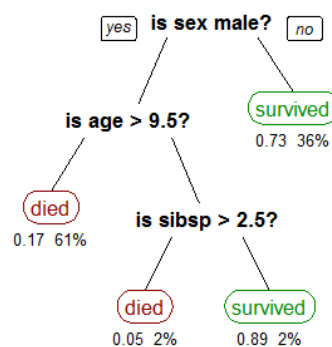 yes is sex male? no
survived
0.73 36%
is age > 9.5?
died
0.17 61%
is sibsp > 2.5?
died survived
0.05 2% 0.89 2%